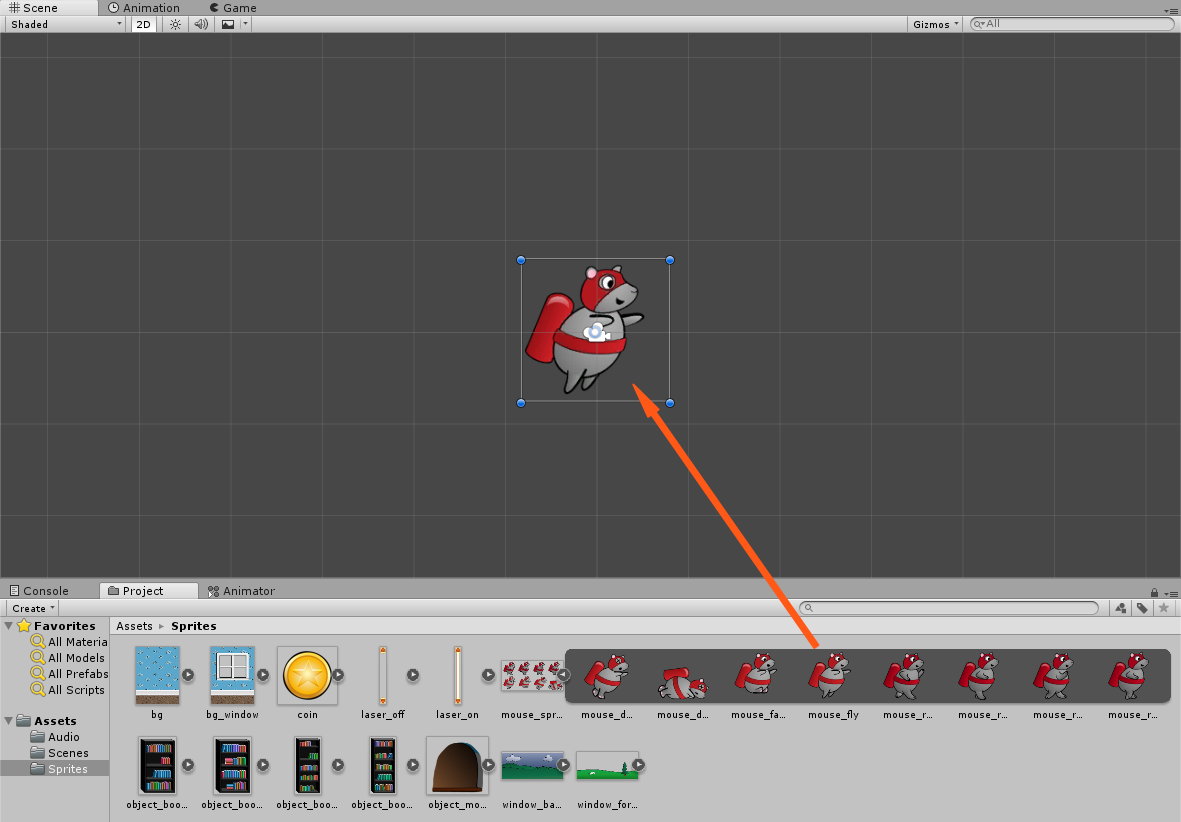 Scene Animation Game
Shaded 2D Gizmos All
Console Project Animator
Create
Favorites Assets Sprites
All Materia
All Models
All Prefabs
All Scripts
bg bg_window coin laser_off laser_on mouse_spr... mouse_d... mouse_d... mouse_fa... mouse_fly mouse_r... mouse_r... mouse_r... mouse_r...
Assets
Audio
Scenes
Sprites
object_boo... object_boo... object_boo... object_boo... object_mo... window_ba... window_for...